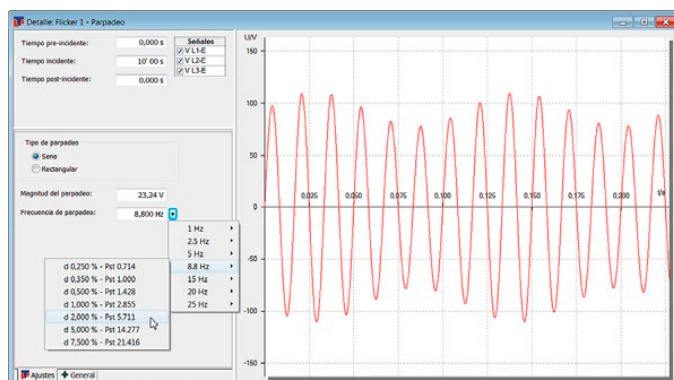 Detalle: Flicker 1 - Parpadeo
Tiempo pre-incidente: 0,000 s
Tiempo incidente: 10' 00 s
Tiempo post-incidente: 0,000 s
Señales
V L1-E
V L2-E
V L3-E
Tipo de parpadeo
Seno
Rectangular
Magnitud del parpadeo: 23,24 V
Frecuencia de parpadeo: 8,800 Hz
1 Hz
2.5 Hz
5 Hz
8.8 Hz
15 Hz
20 Hz
25 Hz
d 0,250 % - Pst 0.714
d 0,350 % - Pst 1.000
d 0,500 % - Pst 1.428
d 1,000 % - Pst 2.855
d 2,000 % - Pst 5.711
d 5,000 % - Pst 14.277
d 7,500 % - Pst 21.416
Ajustes General
U/V
150
100
50
0
-50
-100
-150
0,025 0,050 0,075 0,100 0,125 0,150 0,175 0,200 t/s